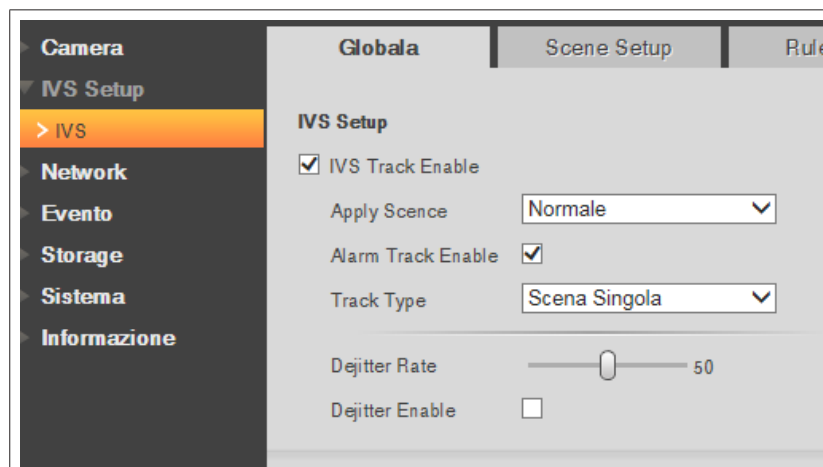 Camera
IVS Setup
IVS
Network
Evento
Storage
Sistema
Informazione
Globala
Scene Setup
Rule
IVS Setup
IVS Track Enable
Apply Scence
Normale
Alarm Track Enable
Track Type
Scena Singola
Dejitter Rate
50
Dejitter Enable